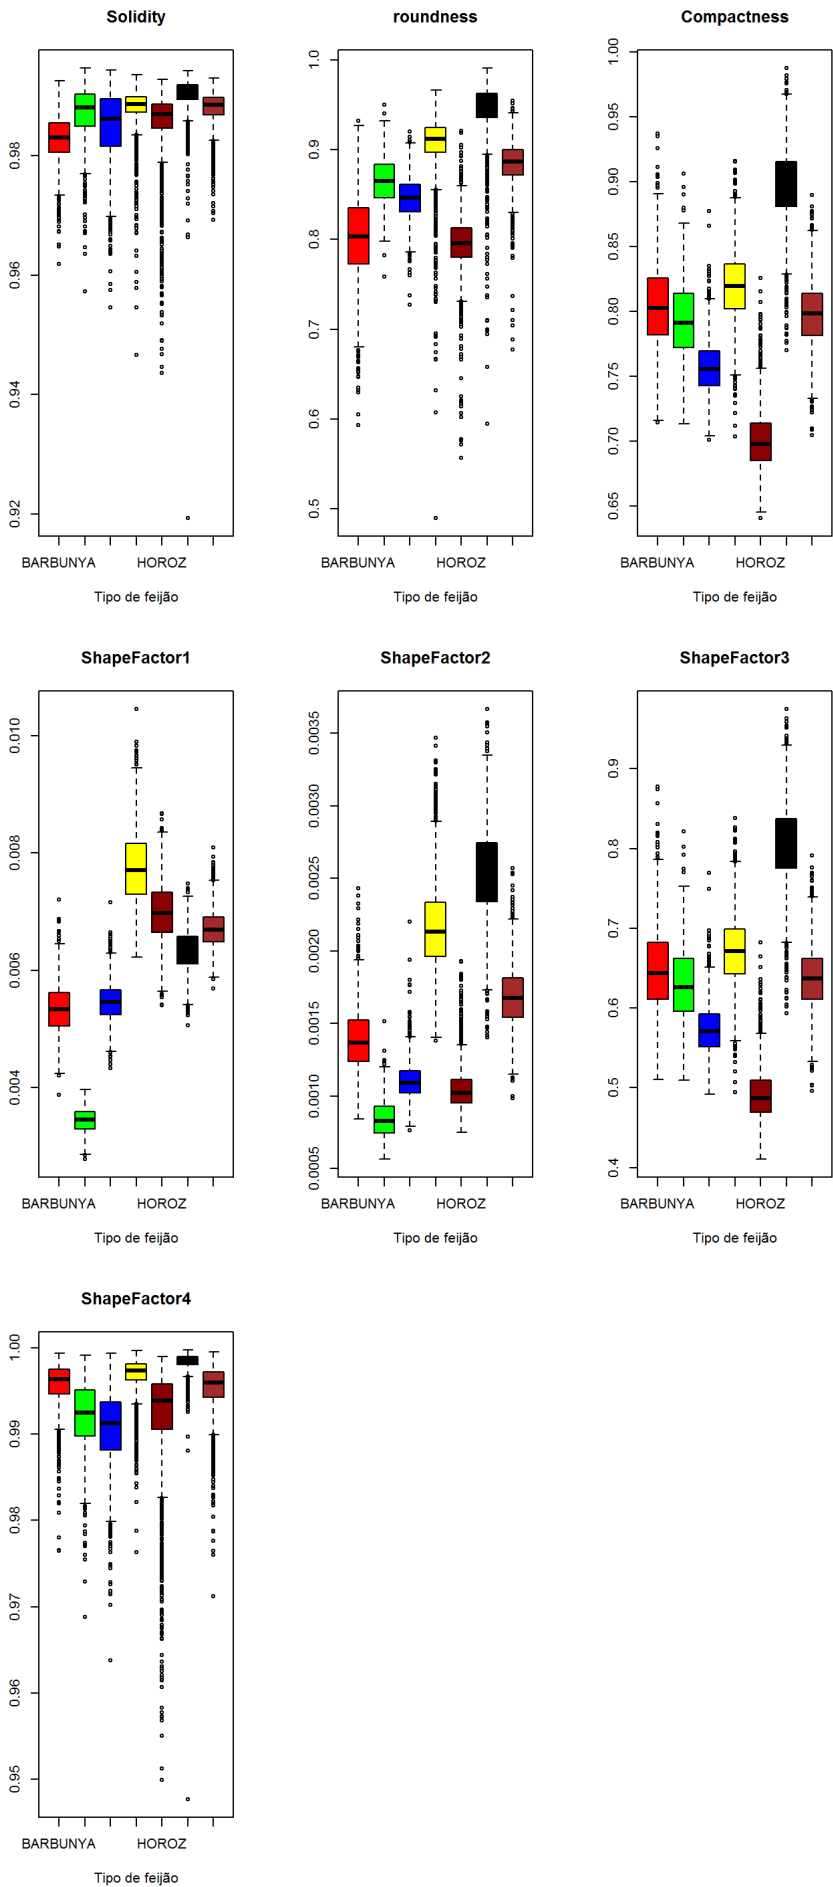 Solidity
0.98
0.96
0.94
0.92
BARBUNYA HOROZ
Tipo de feijão
roundness
1.0
0.9
0.8
0.7
0.6
0.5
BARBUNYA HOROZ
Tipo de feijão
Compactness
1.00
0.95
0.90
0.85
0.80
0.75
0.70
0.65
BARBUNYA HOROZ
Tipo de feijão
ShapeFactor1
0.010
0.008
0.006
0.004
BARBUNYA HOROZ
Tipo de feijão
ShapeFactor2
0.0035
0.0030
0.0025
0.0020
0.0015
0.0010
0.0005
BARBUNYA HOROZ
Tipo de feijão
ShapeFactor3
0.9
0.8
0.7
0.6
0.5
0.4
BARBUNYA HOROZ
Tipo de feijão
ShapeFactor4
1.00
0.99
0.98
0.97
0.96
0.95
BARBUNYA HOROZ
Tipo de feijão